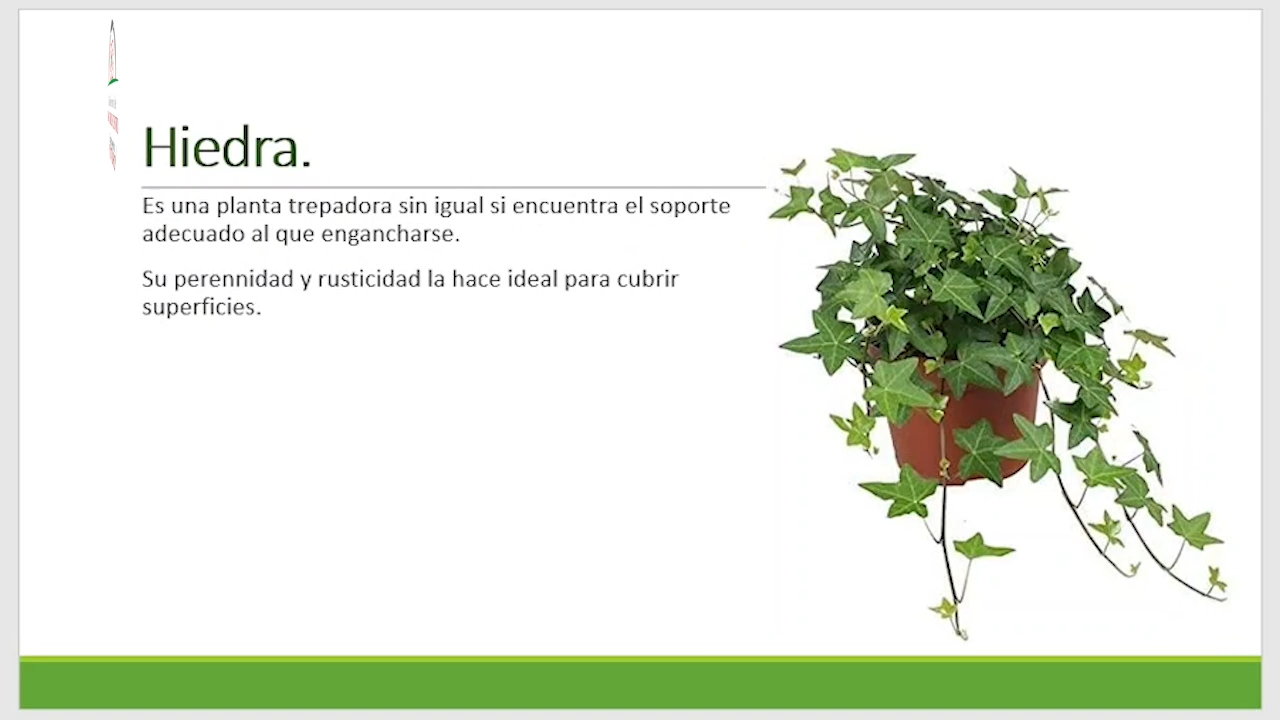 Hiedra.
Es una planta trepadora sin igual si encuentra el soporte
adecuado al que engancharse.
Su perennidad y rusticidad la hace ideal para cubrir
superficies.